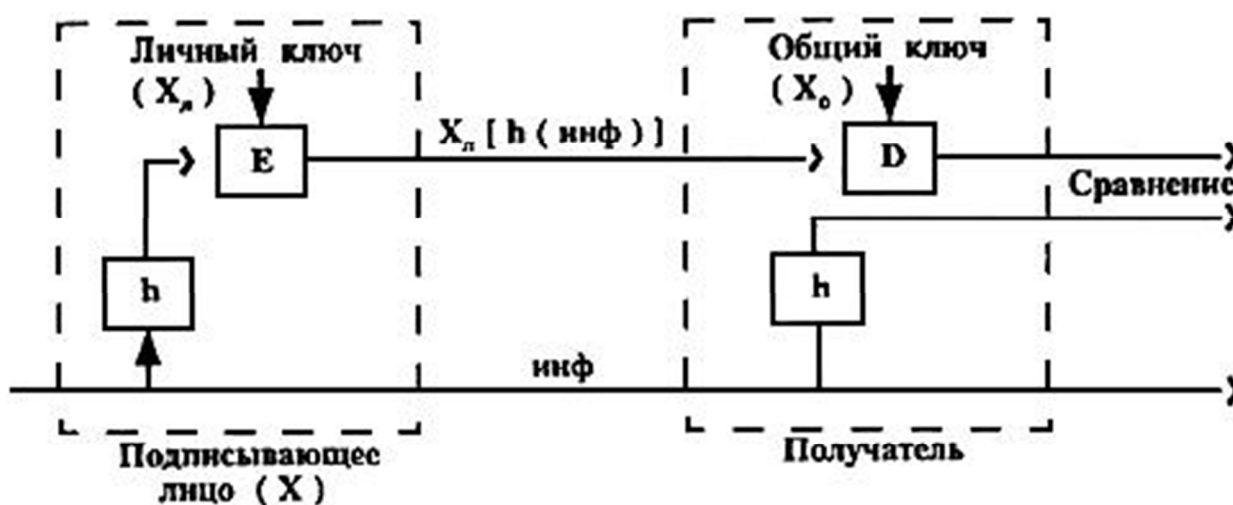 Личный ключ
( Xл )
E
h
Xл [ h ( инф ) ]
инф
Подписывающее
лицо ( X )
Общий ключ
( Xо )
D
h
Сравнение
Получатель